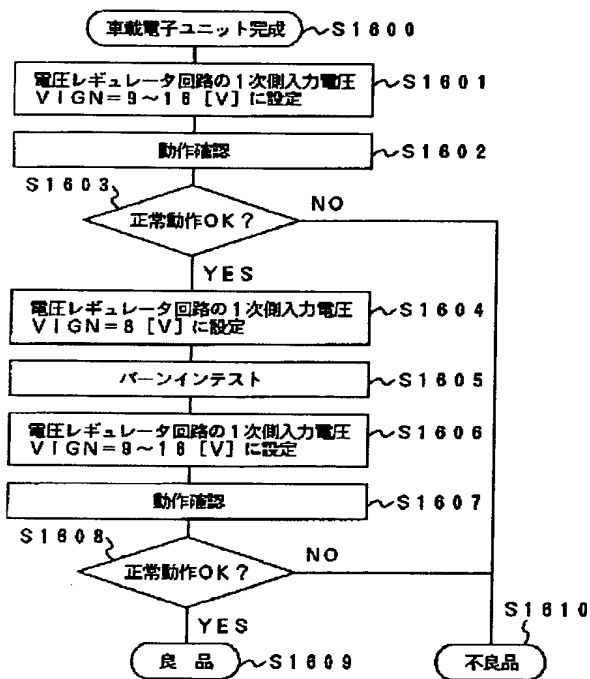 車載電子ユニット完成
S1600
電圧レギュレータ回路の1次側入力電圧
VIGN=9~16[V]に設定
S1601
動作確認
S1602
S1603
正常動作OK?
NO
YES
電圧レギュレータ回路の1次側入力電圧
VIGN=6[V]に設定
S1604
バーンインテスト
S1605
電圧レギュレータ回路の1次側入力電圧
VIGN=9~16[V]に設定
S1606
動作確認
S1607
S1608
正常動作OK?
NO
YES
良 品
S1609
S1610
不良品